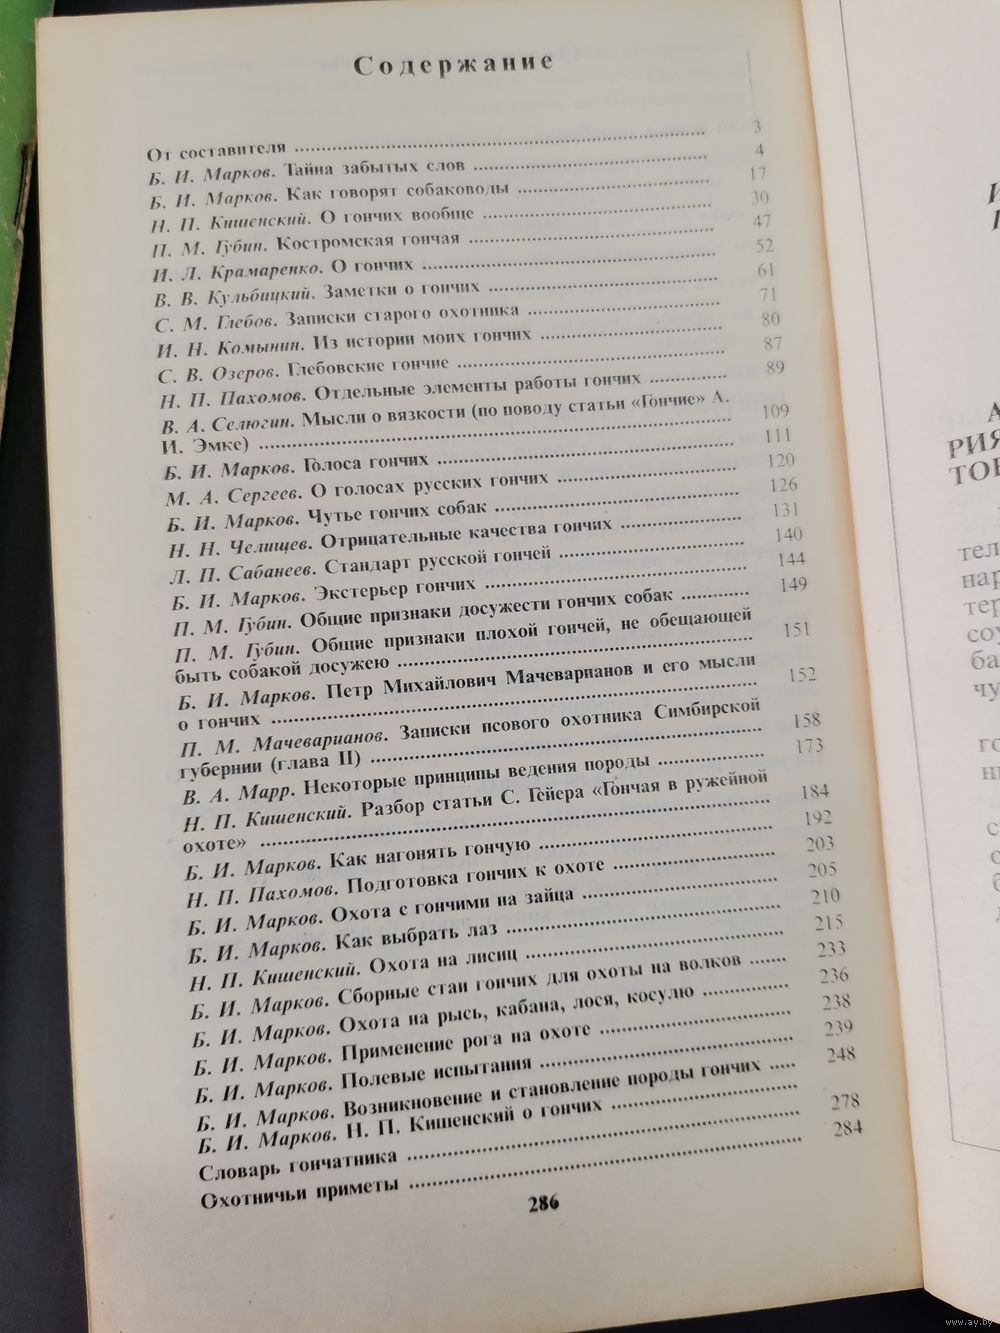 Содержание
От составителя ........ 3
Б. И. Марков. Тайна забытых слов ........ 4
Б. И. Марков. Как говорят собаководы ........ 17
Н. П. Кишенский. О гончих вообще ........ 30
П. М. Губин. Костромская гончая ........ 47
И. Л. Крамаренко. О гончих ........ 52
В. В. Кульбицкий. Заметки о гончих ........ 61
С. М. Глебов. Записки старого охотника ........ 71
И. Н. Комынин. Из истории моих гончих ........ 80
С. В. Озеров. Глебовские гончие ........ 87
Н. П. Пахомов. Отдельные элементы работы гончих ........ 89
В. А. Селюгин. Мысли о вязкости (по поводу статьи «Гончие» А.
И. Эмке) ........ 109
Б. И. Марков. Голоса гончих ........ 111
М. А. Сергеев. О голосах русских гончих ........ 120
Б. И. Марков. Чутье гончих собак ........ 126
Н. Н. Челищев. Отрицательные качества гончих ........ 131
Л. П. Сабанеев. Стандарт русской гончей ........ 140
Б. И. Марков. Экстерьер гончих ........ 144
П. М. Губин. Общие признаки досужести гончих собак ........ 149
П. М. Губин. Общие признаки плохой гончей, не обещающей
быть собакой досужею ........ 151
Б. И. Марков. Петр Михайлович Мачеварианов и его мысли
о гончих ........ 152
П. М. Мачеварианов. Записки псового охотника Симбирской
губернии (глава II) ........ 158
В. А. Марр. Некоторые принципы ведения породы ........ 173
Н. П. Кишенский. Разбор статьи С. Гейера «Гончая в ружейной
охоте» ........ 184
Б. И. Марков. Как нагонять гончую ........ 192
Н. П. Пахомов. Подготовка гончих к охоте ........ 203
Б. И. Марков. Охота с гончими на зайца ........ 205
Б. И. Марков. Как выбрать лаз ........ 210
Н. П. Кишенский. Охота на лисиц ........ 215
Б. И. Марков. Сборные стаи гончих для охоты на волков ........ 233
Б. И. Марков. Охота на рысь, кабана, лося, косулю ........ 236
Б. И. Марков. Применение рога на охоте ........ 238
Б. И. Марков. Полевые испытания ........ 239
Б. И. Марков. Возникновение и становление породы гончих ..... 248
Б. И. Марков. Н. П. Кишенский о гончих ........
Словарь гончатника ........ 278
Охотничьи приметы ........ 284
286
РИЯ
тел
нар
тер
соу
ба
чу
www.ay.by